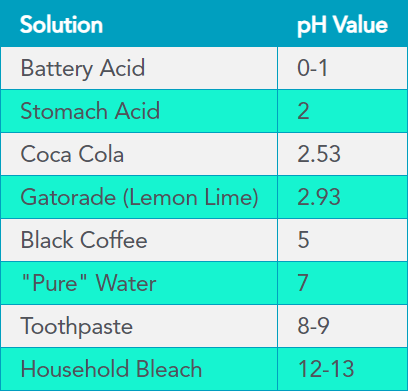 Solution pH Value
Battery Acid 0-1
Stomach Acid 2
Coca Cola 2.53
Gatorade (Lemon Lime) 2.93
Black Coffee 5
"Pure" Water 7
Toothpaste 8-9
Household Bleach 12-13